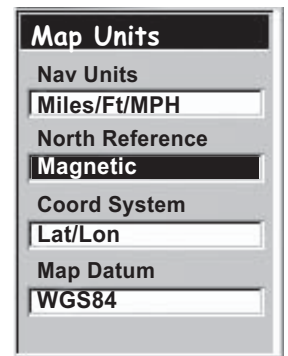 Map Units
Nav Units
Miles/Ft/MPH
North Reference
Magnetic
Coord System
Lat/Lon
Map Datum
WGS84